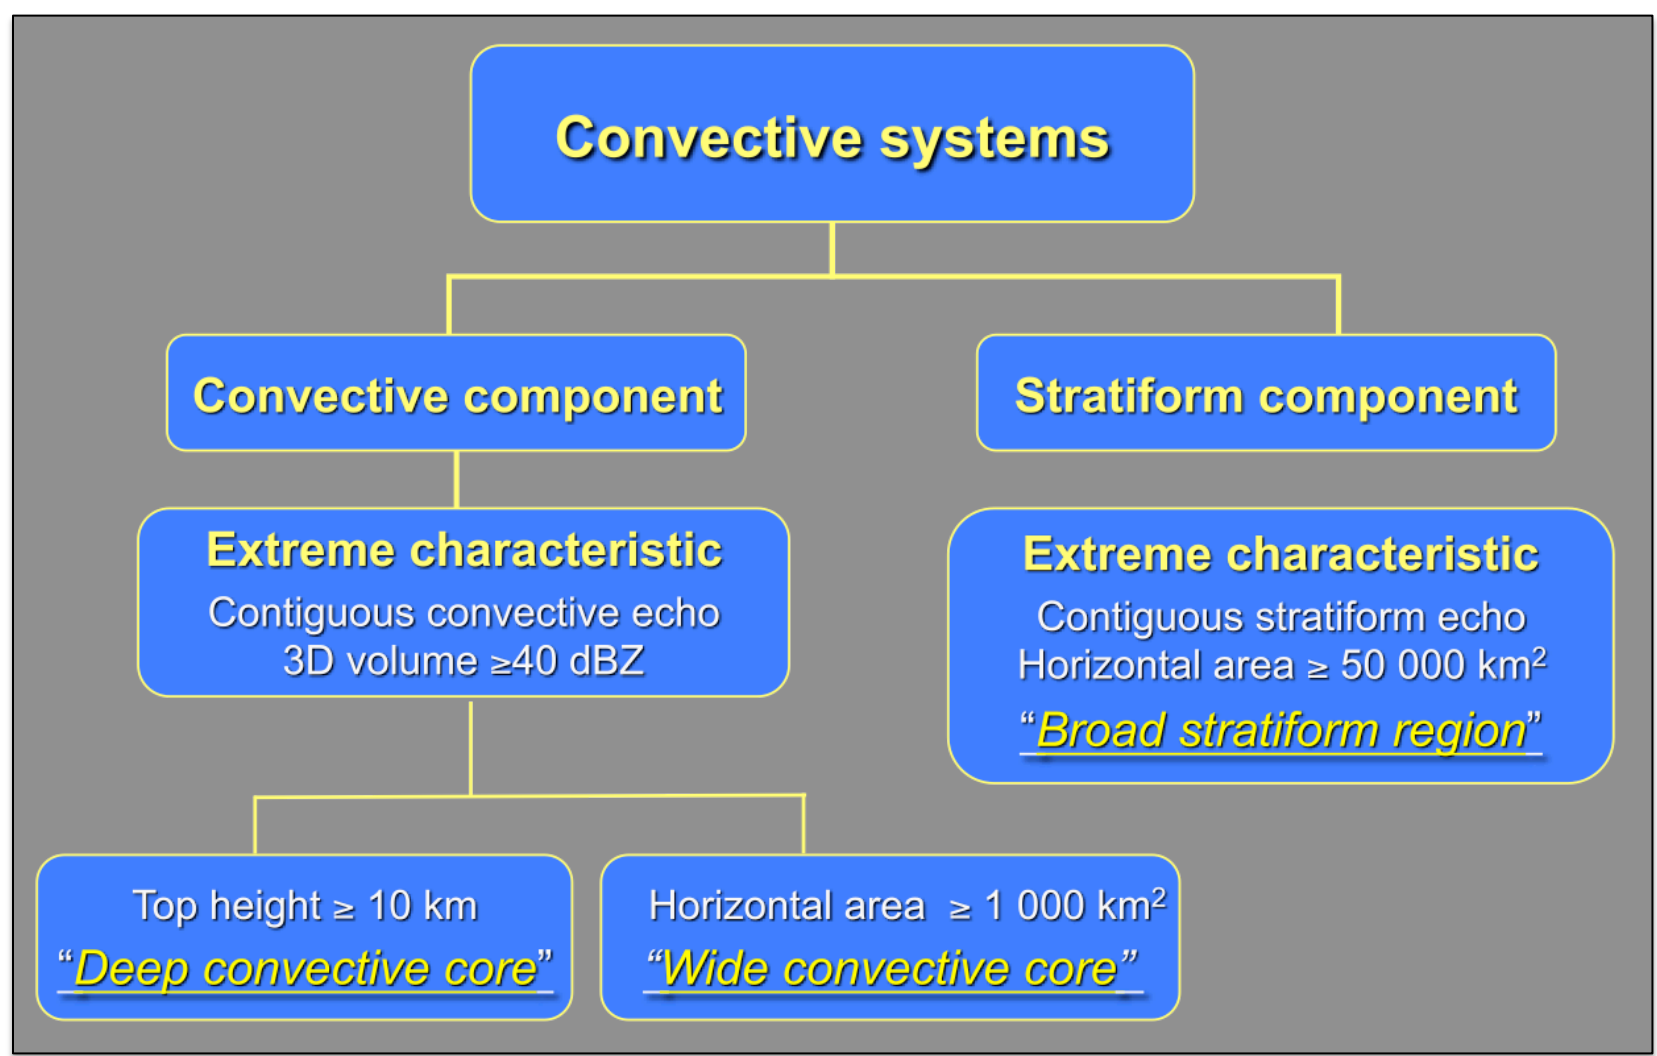 Convective systems
Convective component
Stratiform component
Extreme characteristic
Contiguous convective echo
3D volume ≥40 dBZ
Extreme characteristic
Contiguous stratiform echo
Horizontal area ≥ 50 000 km²
“Broad stratiform region”
Top height ≥ 10 km
“Deep convective core”
Horizontal area ≥ 1 000 km²
“Wide convective core”